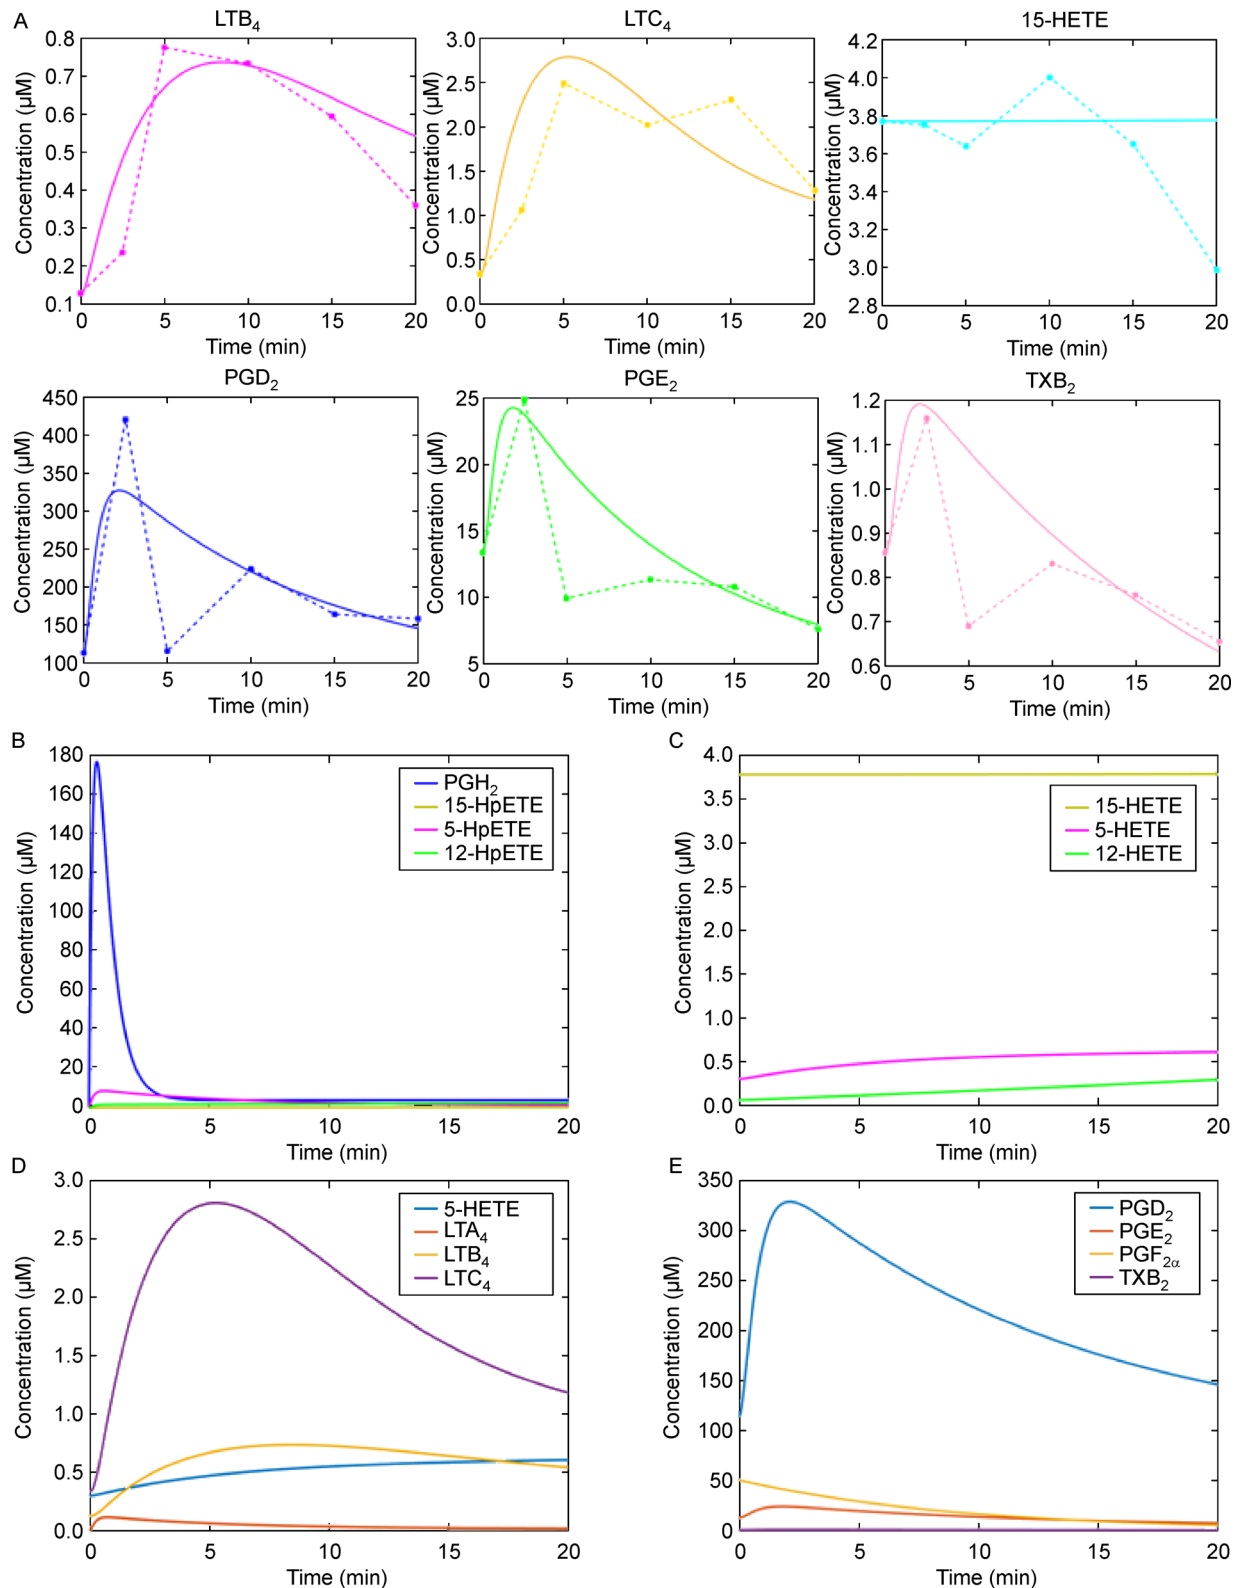 A
LTB4
0.8
0.7
0.6
0.5
0.4
0.3
0.2
0.1
0 5 10 15 20
Time (min)
Concentration (µM)
LTC4
3.0
2.5
2.0
1.5
1.0
0.5
0.0
0 5 10 15 20
Time (min)
Concentration (µM)
15-HETE
4.2
4.0
3.8
3.6
3.4
3.2
3.0
2.8
0 5 10 15 20
Time (min)
Concentration (µM)
PGD2
450
400
350
300
250
200
150
100
0 5 10 15 20
Time (min)
Concentration (µM)
PGE2
25
20
15
10
5
0 5 10 15 20
Time (min)
Concentration (µM)
TXB2
1.2
1.1
1.0
0.9
0.8
0.7
0.6
0 5 10 15 20
Time (min)
Concentration (µM)
B
180
160
140
120
100
80
60
40
20
0
0 5 10 15 20
Time (min)
Concentration (µM)
PGH2
15-HpETE
5-HpETE
12-HpETE
C
4.0
3.5
3.0
2.5
2.0
1.5
1.0
0.5
0.0
0 5 10 15 20
Time (min)
Concentration (µM)
15-HETE
5-HETE
12-HETE
D
3.0
2.5
2.0
1.5
1.0
0.5
0.0
0 5 10 15 20
Time (min)
Concentration (µM)
5-HETE
LTA4
LTB4
LTC4
E
350
300
250
200
150
100
50
0
0 5 10 15 20
Time (min)
Concentration (µM)
PGD2
PGE2
PGF2α
TXB2